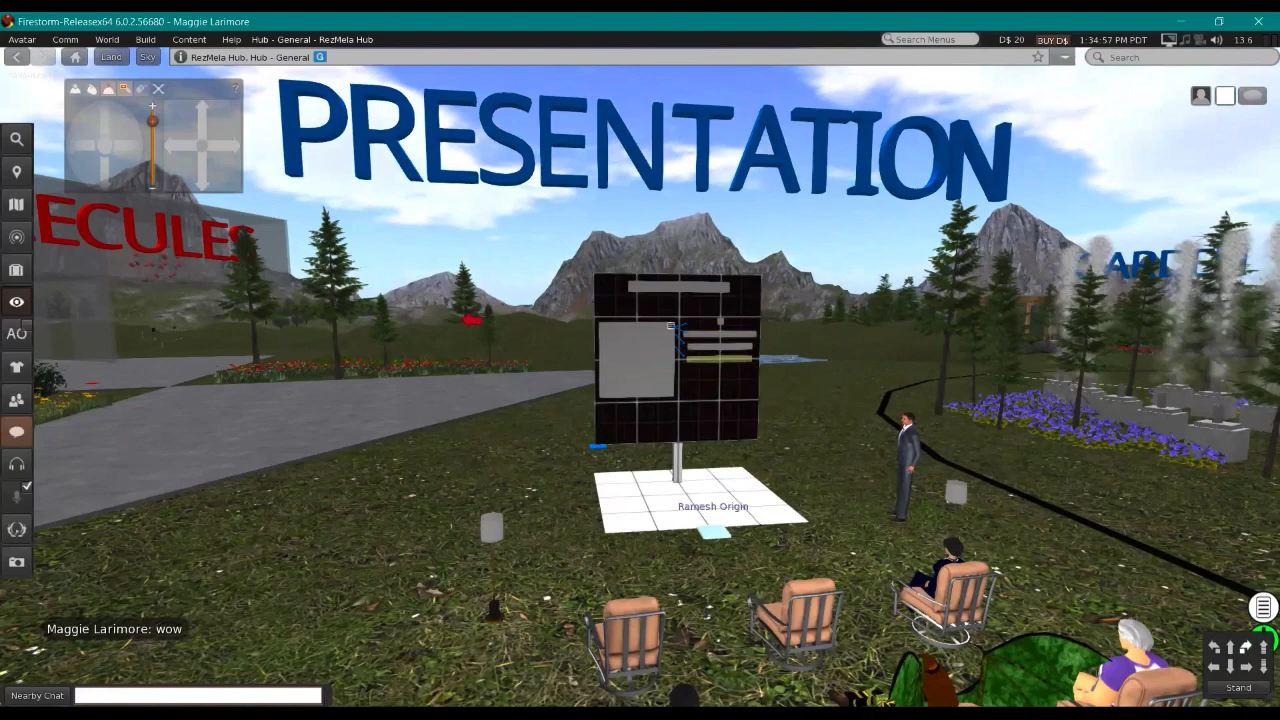 Firestorm-Releasex64 6.0.2.56680 - Maggie Larimore
Avatar Comm World Build Content Help Hub - General - RezMela Hub
Search Menus
D$ 20
BUY D$
1:34:57 PM PDT
13.6
Land
Sky
RezMela Hub, Hub - General
G
Search
?
PRESENTATION
ECULES
ARDE
AO
Ramesh Origin
Maggie Larimore: wow
Nearby Chat
Stand